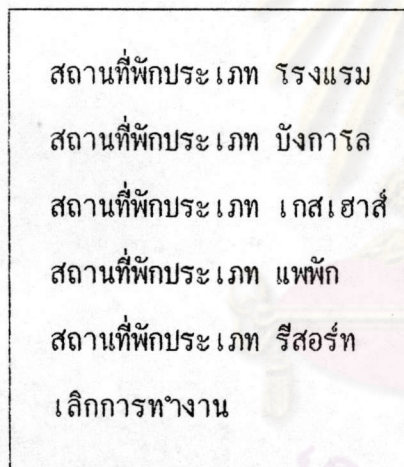 สถานที่พักประเภท โรงแรม
สถานที่พักประเภท บังกาโล
สถานที่พักประเภท เกสเฮาส์
สถานที่พักประเภท แพพัก
สถานที่พักประเภท รีสอร์ท
เลิกการทำงาน